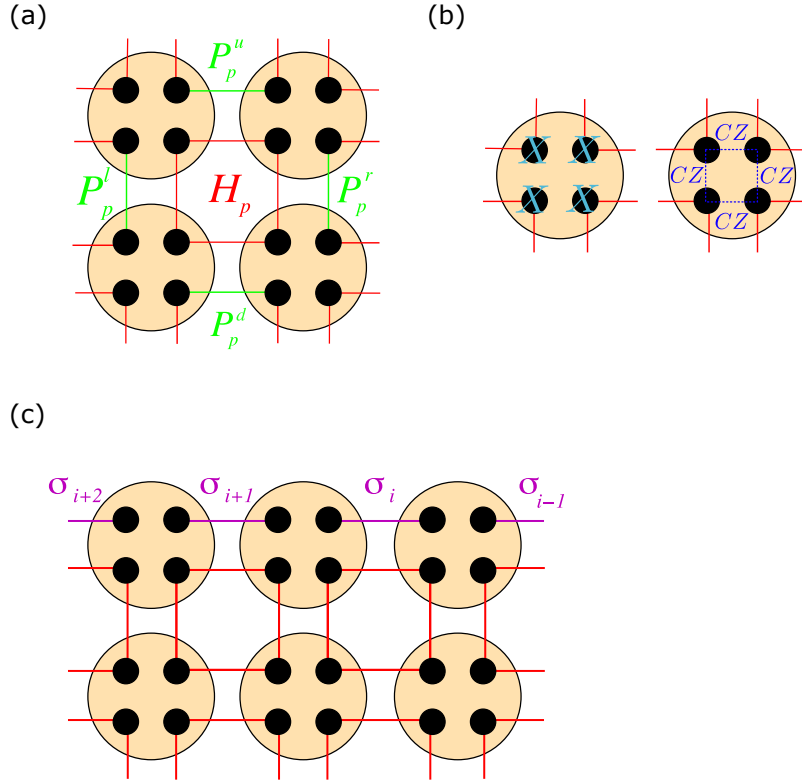 (a)
P_p^u
P_p^l
H_p
P_p^r
P_p^d
(b)
X X
X X
CZ
CZ CZ
CZ
(c)
σ_{i+2} σ_{i+1} σ_i σ_{i-1}